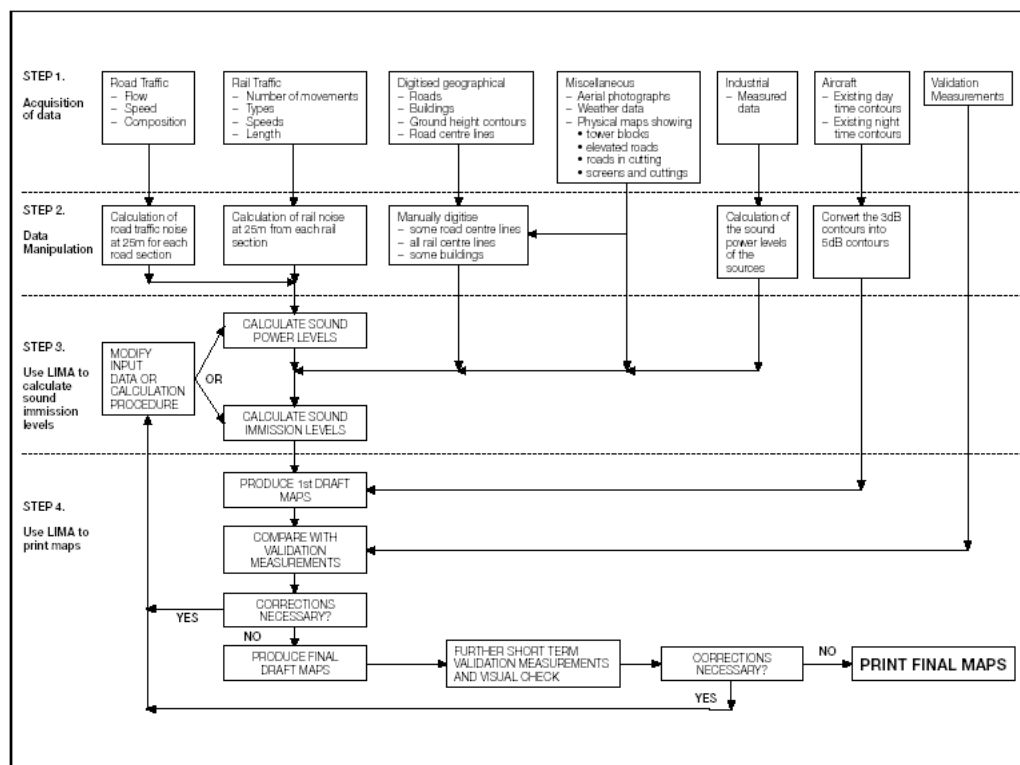 STEP 1.
Acquisition
of data
Road Traffic
– Flow
– Speed
– Composition
Rail Traffic
– Number of movements
– Types
– Speeds
– Length
Digitised geographical
– Roads
– Buildings
– Ground height contours
– Road centre lines
Miscellaneous
– Aerial photographs
– Weather data
– Physical maps showing
• tower blocks
• elevated roads
• roads in cutting
• screens and cuttings
Industrial
– Measured
data
Aircraft
– Existing day
time contours
– Existing night
time contours
Validation
Measurements
STEP 2.
Data
Manipulation
Calculation of
road traffic noise
at 25m for each
road section
Calculation of rail noise
at 25m from each rail
section
Manually digitise
– some road centre lines
– all rail centre lines
– some buildings
Calculation of
the sound
power levels
of the
sources
Convert the 3dB
contours into
5dB contours
STEP 3.
Use LIMA to
calculate
sound
immission
levels
MODIFY
INPUT
DATA OR
CALCULATION
PROCEDURE
OR
CALCULATE SOUND
POWER LEVELS
CALCULATE SOUND
IMMISSION LEVELS
STEP 4.
Use LIMA to
print maps
PRODUCE 1st DRAFT
MAPS
COMPARE WITH
VALIDATION
MEASUREMENTS
CORRECTIONS
NECESSARY?
YES
NO
PRODUCE FINAL
DRAFT MAPS
FURTHER SHORT TERM
VALIDATION MEASUREMENTS
AND VISUAL CHECK
CORRECTIONS
NECESSARY?
NO
YES
PRINT FINAL MAPS